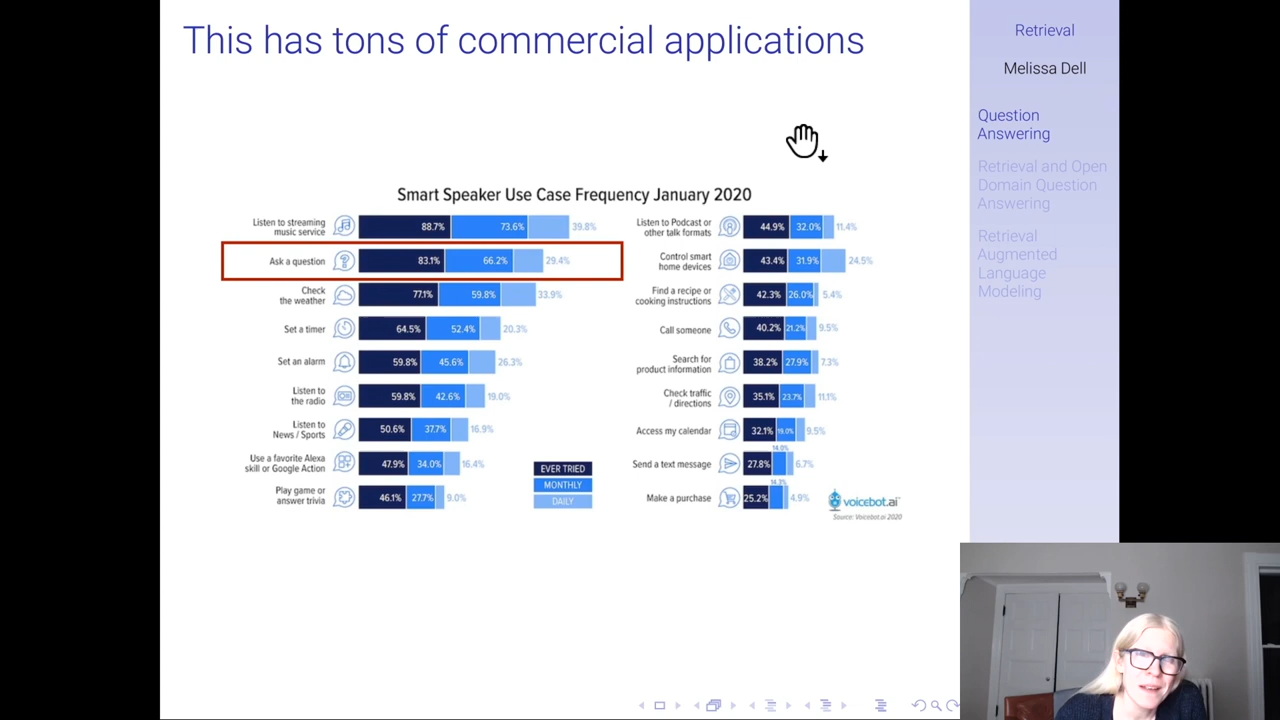 This has tons of commercial applications
Retrieval
Melissa Dell
Question
Answering
Retrieval and Open
Domain Question
Answering
Retrieval
Augmented
Language
Modeling
Smart Speaker Use Case Frequency January 2020
Listen to streaming
music service
88.7% 73.6% 39.8%
Ask a question
83.1% 66.2% 29.4%
Check
the weather
77.1% 59.8% 33.9%
Set a timer
64.5% 52.4% 20.3%
Set an alarm
59.8% 45.6% 26.3%
Listen to
the radio
59.8% 42.6% 19.0%
Listen to
News / Sports
50.6% 37.7% 16.9%
Use a favorite Alexa
skill or Google Action
47.9% 34.0% 16.4%
Play game or
answer trivia
46.1% 27.7% 9.0%
EVER TRIED
MONTHLY
DAILY
Listen to Podcast or
other talk formats
44.9% 32.0% 11.4%
Control smart
home devices
43.4% 31.9% 24.5%
Find a recipe or
cooking instructions
42.3% 26.0% 5.4%
Call someone
40.2% 21.2% 9.5%
Search for
product information
38.2% 27.9% 7.3%
Check traffic
/ directions
35.1% 23.7% 11.1%
Access my calendar
32.1% 19.0% 9.5%
Send a text message
27.8% 14.0% 6.7%
Make a purchase
25.2% 14.3% 4.9%
voicebot.ai
Source: Voicebot.ai 2020